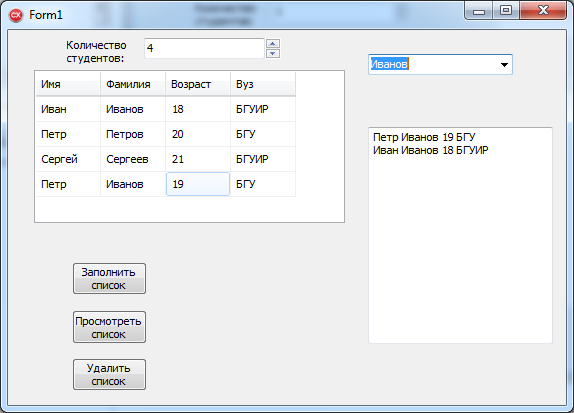 Form1
Количество
студентов:
4
Иванов
Имя Фамилия Возраст Вуз
Иван Иванов 18 БГУИР
Петр Петров 20 БГУ
Сергей Сергеев 21 БГУИР
Петр Иванов 19 БГУ
Петр Иванов 19 БГУ
Иван Иванов 18 БГУИР
Заполнить
список
Просмотреть
список
Удалить
список